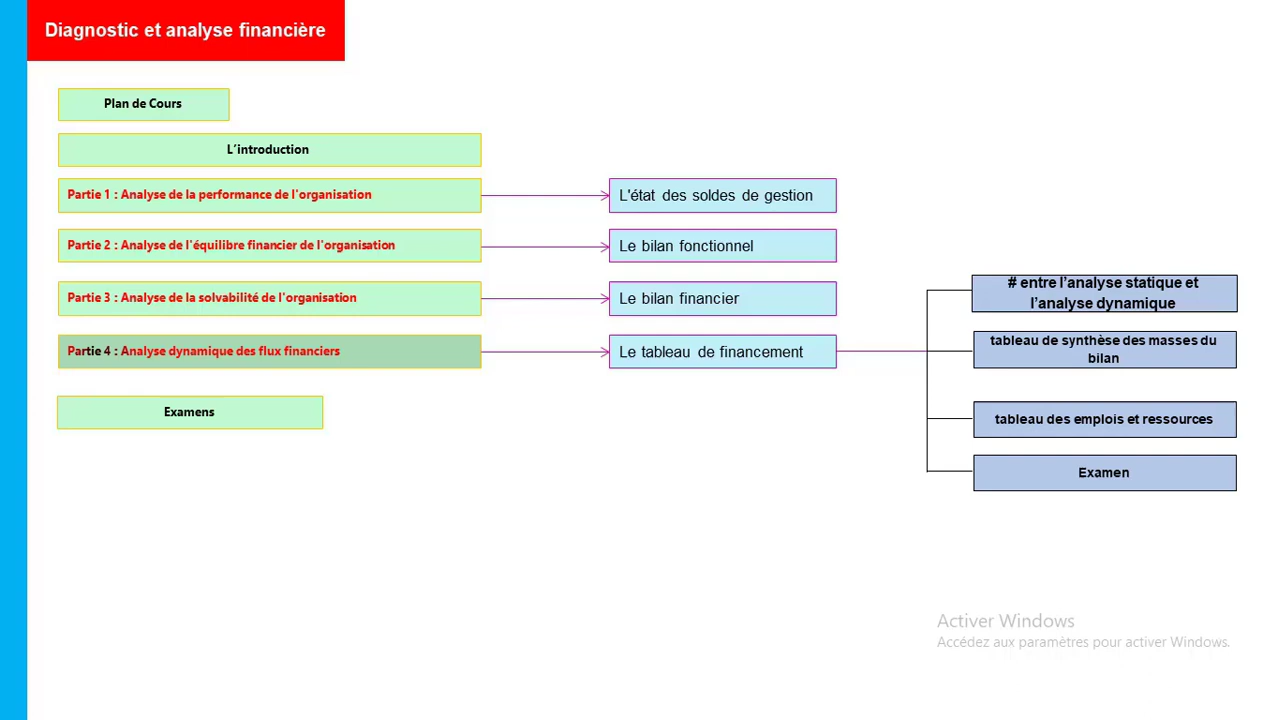 Diagnostic et analyse financière
Plan de Cours
L’introduction
Partie 1 : Analyse de la performance de l'organisation
L'état des soldes de gestion
Partie 2 : Analyse de l'équilibre financier de l'organisation
Le bilan fonctionnel
Partie 3 : Analyse de la solvabilité de l'organisation
Le bilan financier
Partie 4 : Analyse dynamique des flux financiers
Le tableau de financement
# entre l’analyse statique et
l’analyse dynamique
tableau de synthèse des masses du
bilan
tableau des emplois et ressources
Examen
Examens
Activer Windows
Accédez aux paramètres pour activer Windows.